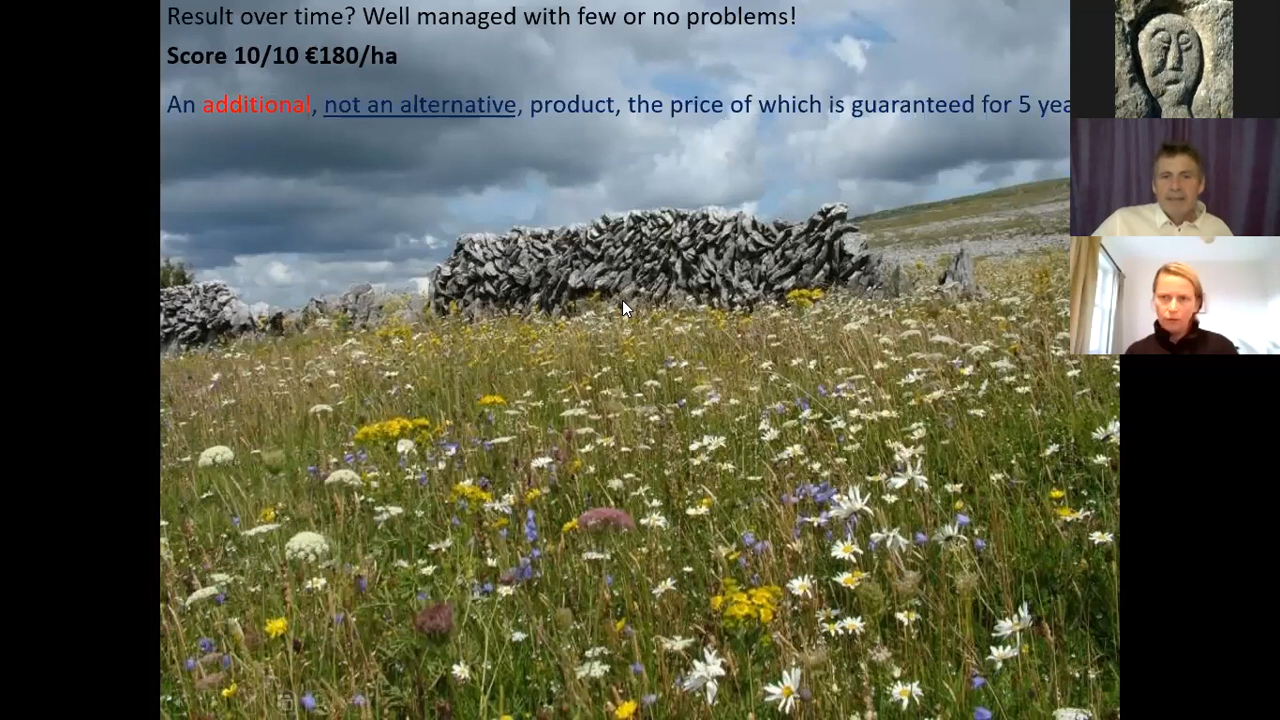 Result over time? Well managed with few or no problems!
Score 10/10 €180/ha
An additional, not an alternative, product, the price of which is guaranteed for 5